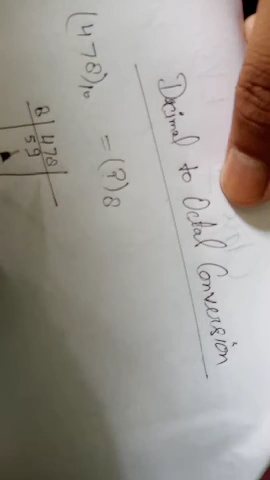 Decimal to Octal Conversion
(478)₁₀ = (?)₈
8 | 478
59